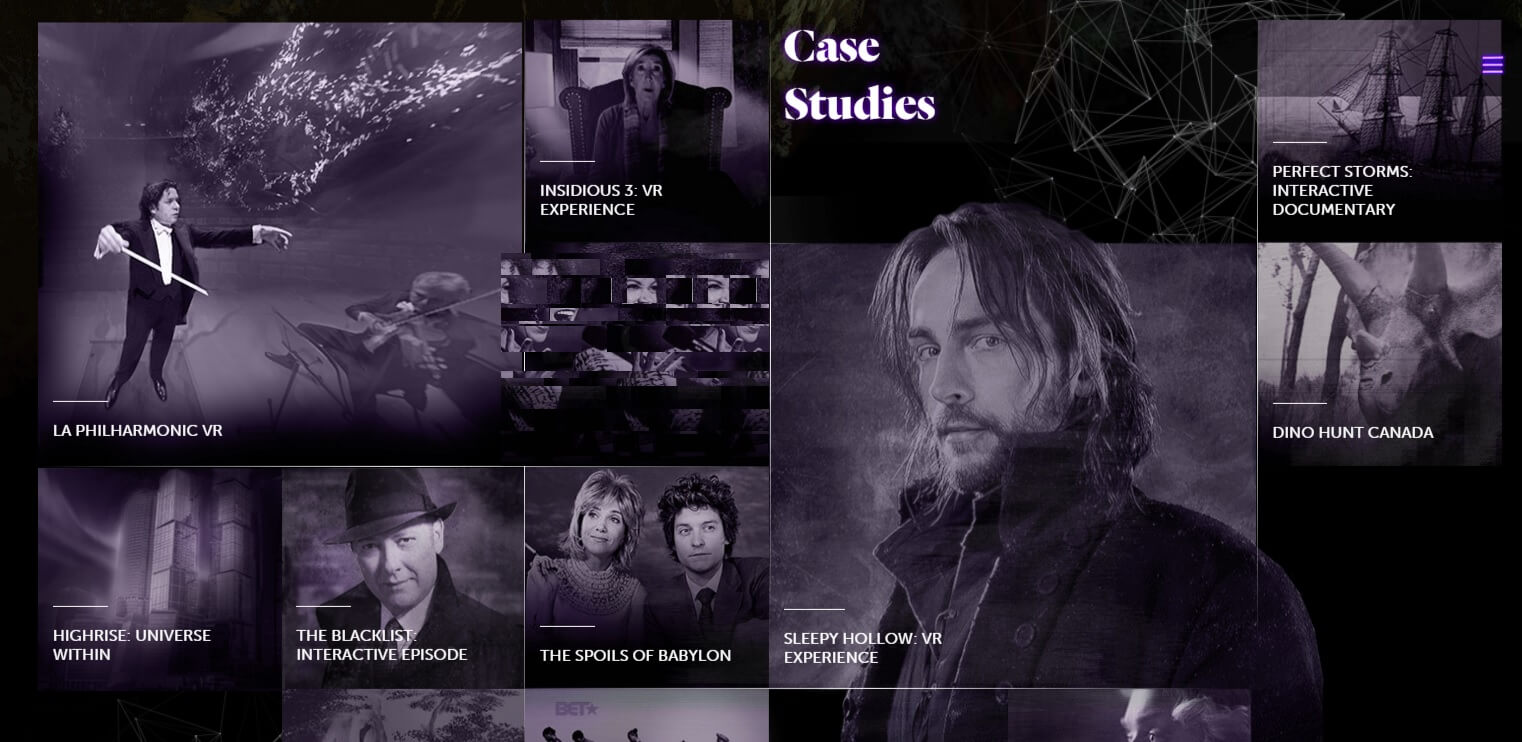 Case
Studies
LA PHILHARMONIC VR
INSIDIOUS 3: VR
EXPERIENCE
PERFECT STORMS:
INTERACTIVE
DOCUMENTARY
DINO HUNT CANADA
HIGHRISE: UNIVERSE
WITHIN
THE BLACKLIST:
INTERACTIVE EPISODE
THE SPOILS OF BABYLON
SLEEPY HOLLOW: VR
EXPERIENCE
BET★